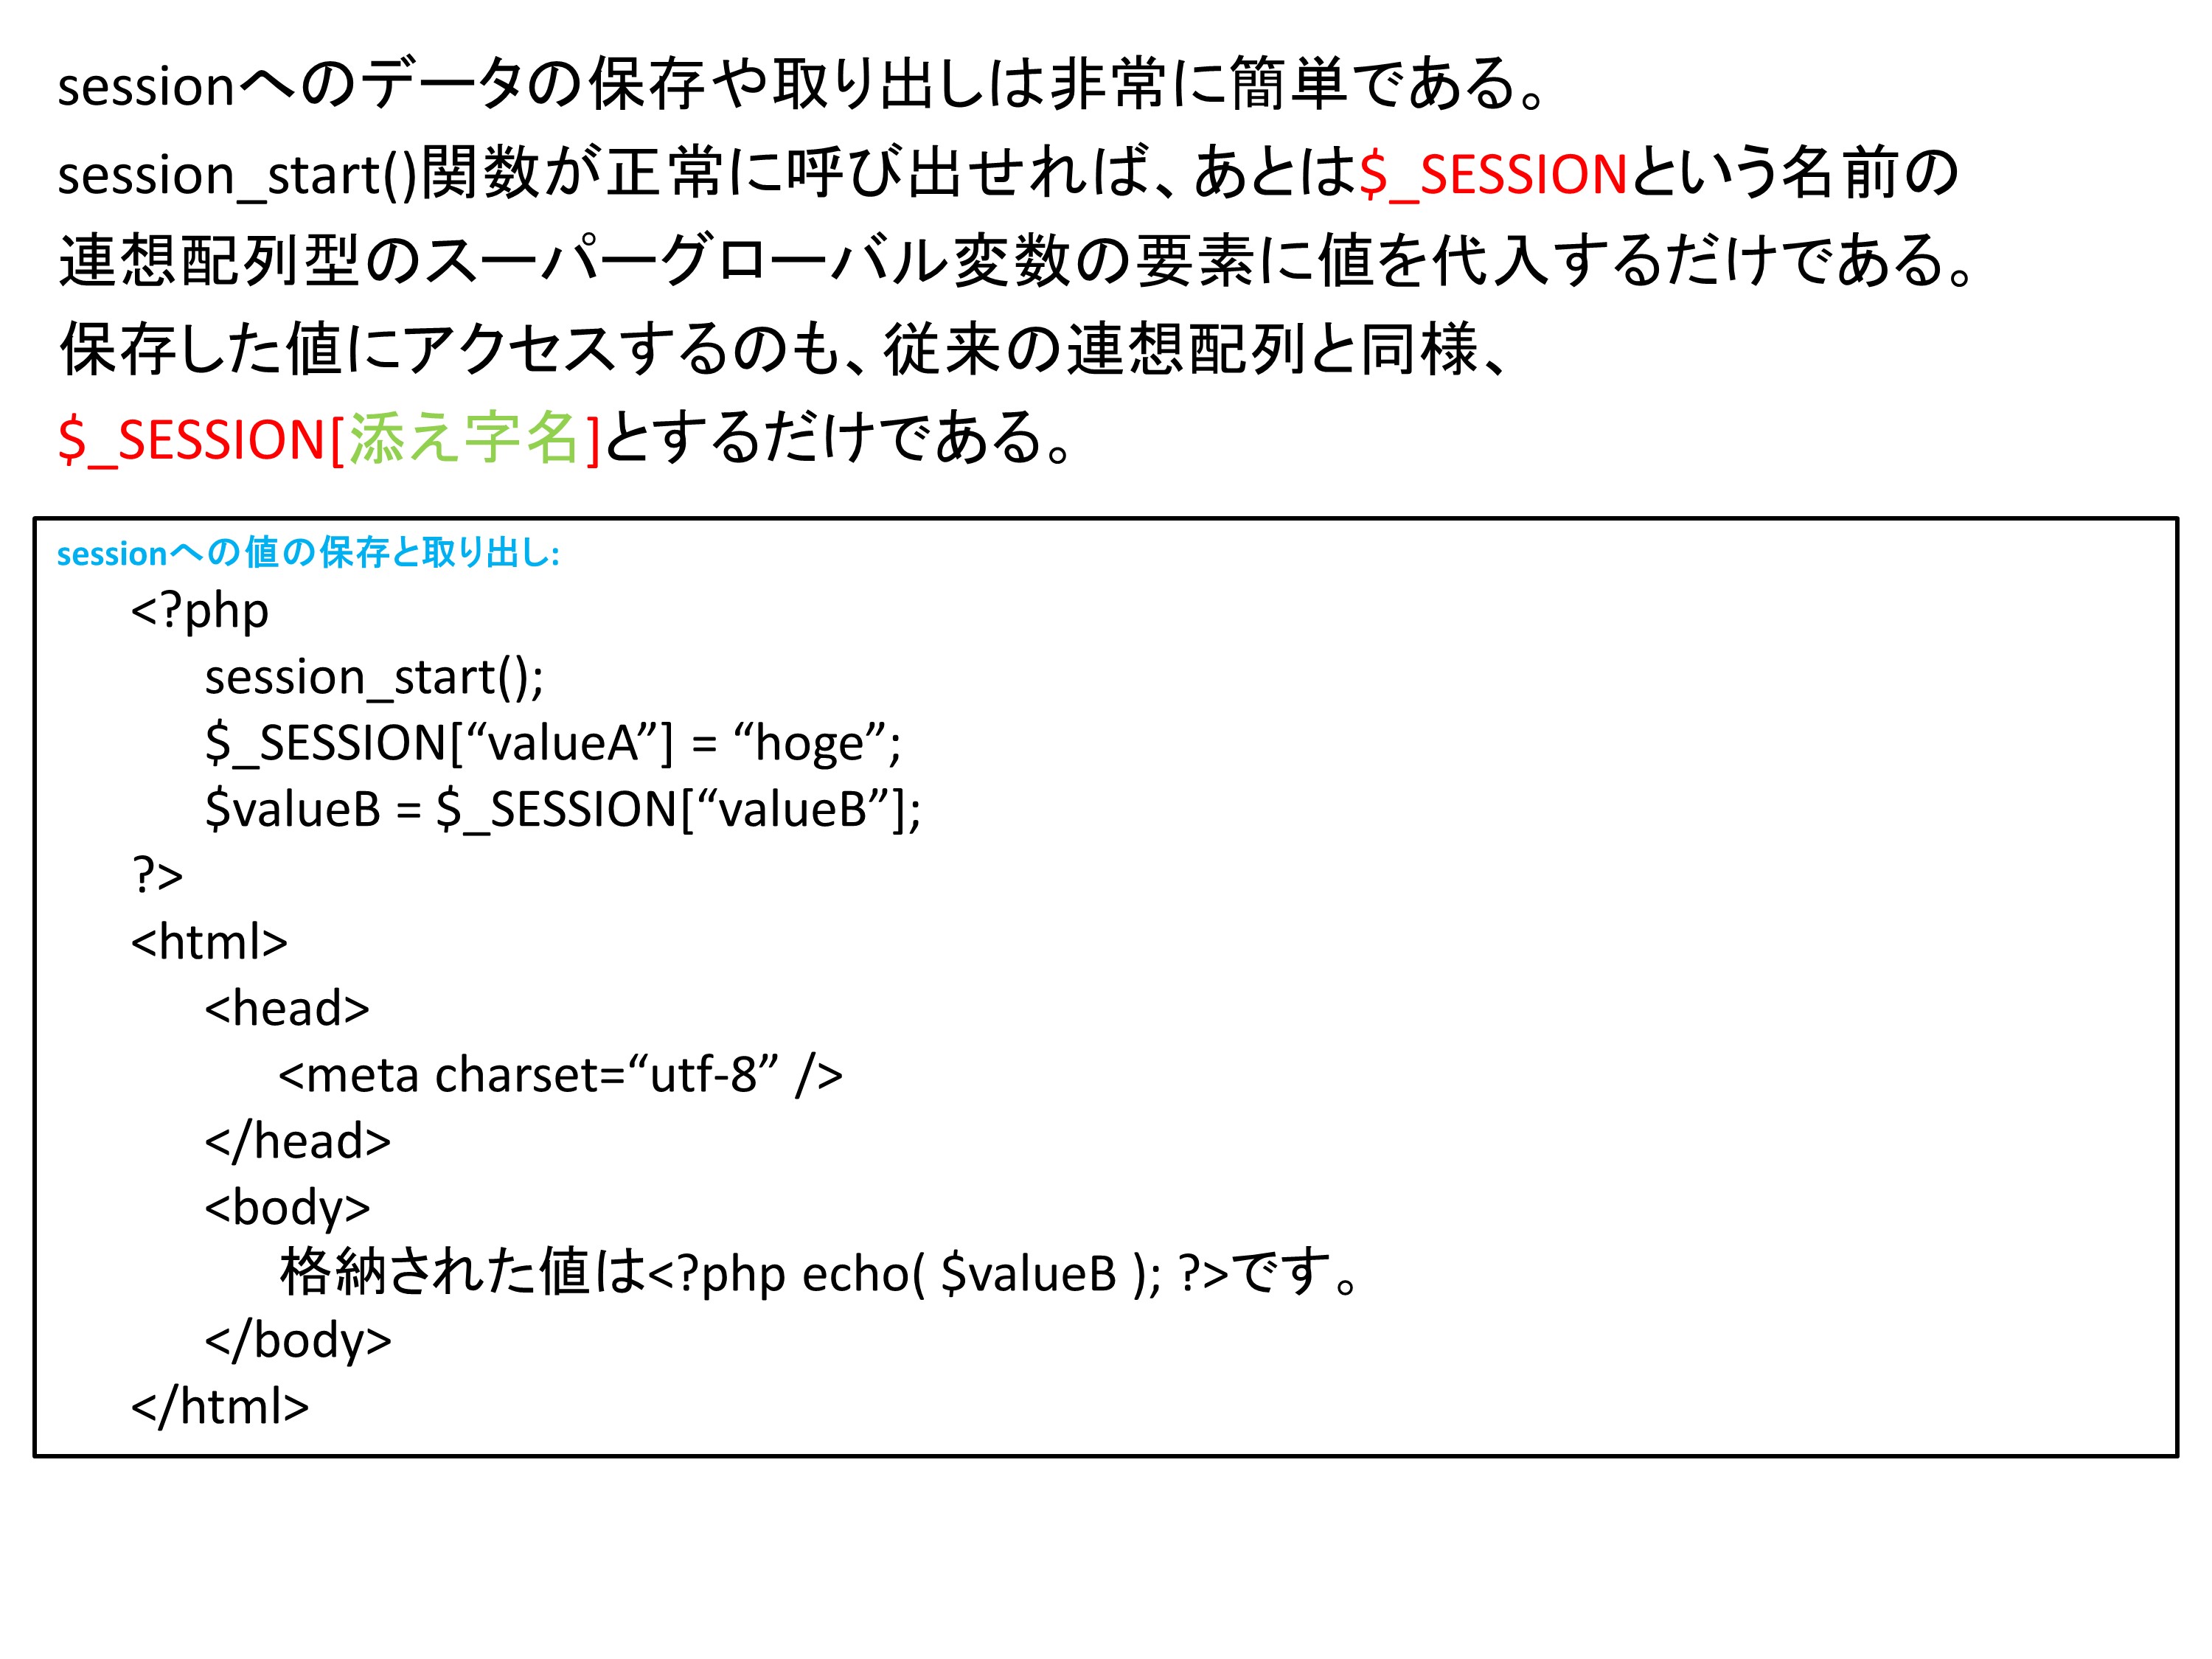 sessionへのデータの保存や取り出しは非常に簡単である。
session_start()関数が正常に呼び出せれば、あとは$_SESSIONという名前の
連想配列型のスーパーグローバル変数の要素に値を代入するだけである。
保存した値にアクセスするのも、従来の連想配列と同様、
$_SESSION[添え字名]とするだけである。
sessionへの値の保存と取り出し:
<?php
session_start();
$_SESSION[“valueA”] = “hoge”;
$valueB = $_SESSION[“valueB”];
?>
<html>
<head>
<meta charset=“utf-8” />
</head>
<body>
格納された値は<?php echo( $valueB ); ?>です。
</body>
</html>